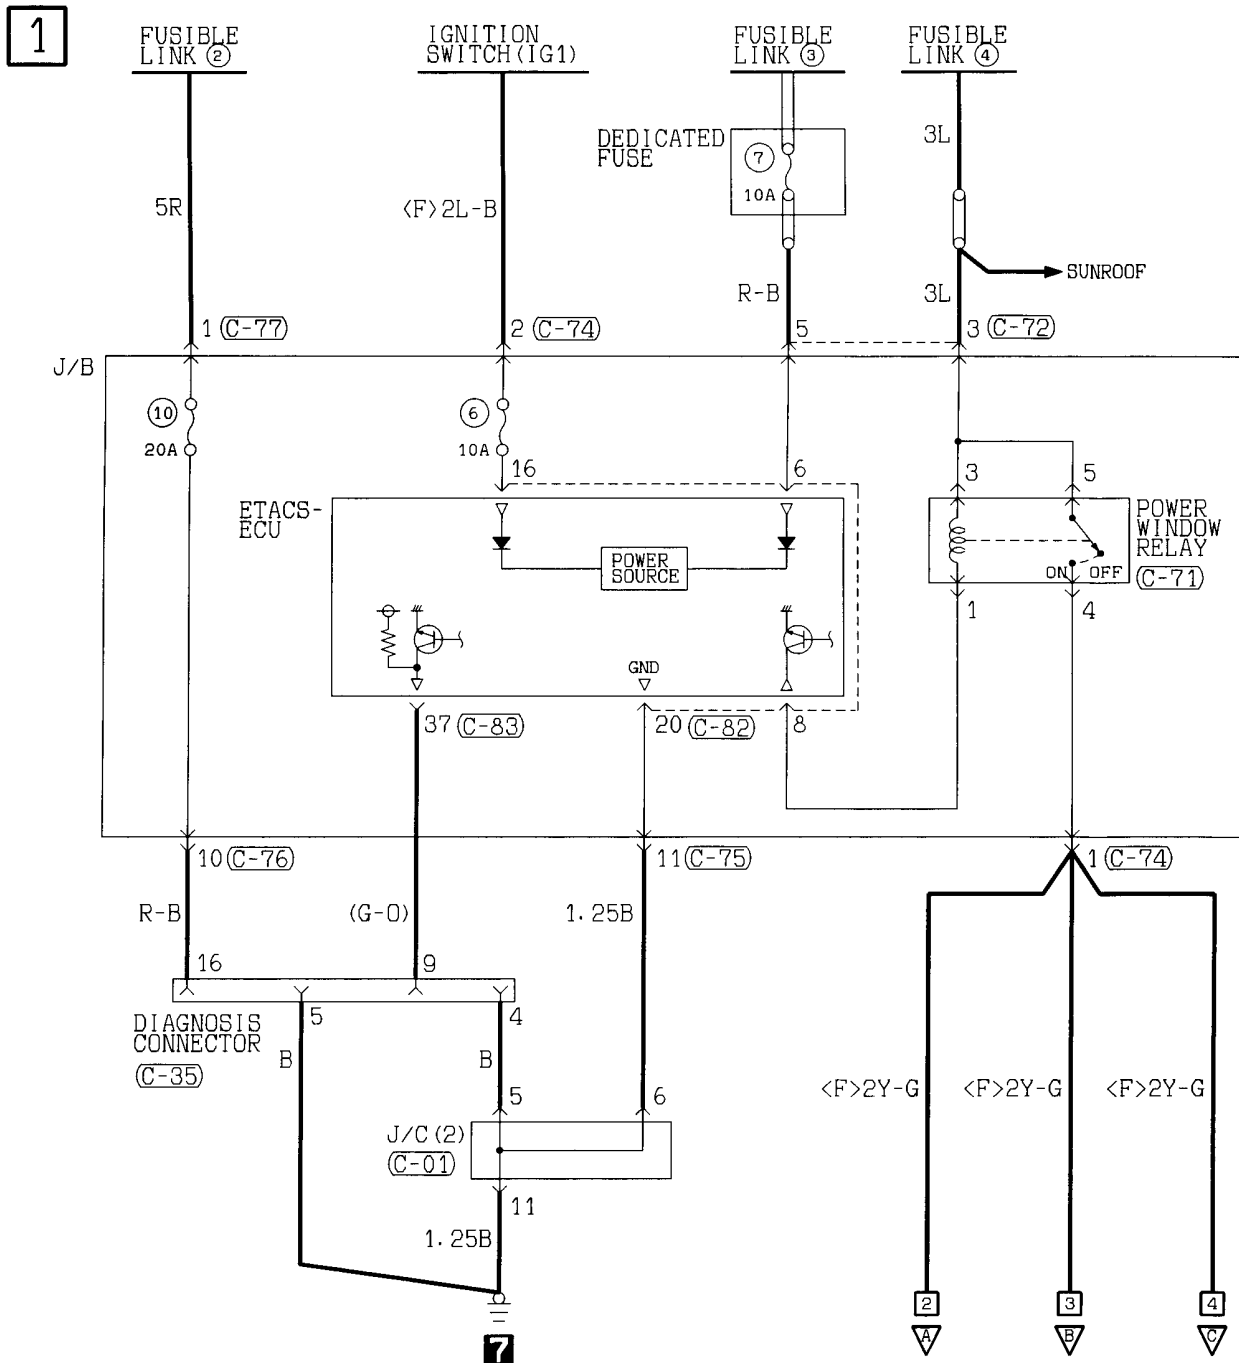 1
FUSIBLE
LINK ②
IGNITION
SWITCH(IG1)
FUSIBLE
LINK ③
FUSIBLE
LINK ④
DEDICATED
FUSE
7
10A
3L
5R
<F>2L-B
R-B
3L
SUNROOF
1 (C-77)
2 (C-74)
5
3 (C-72)
J/B
10
20A
6
10A
16
6
3
5
ETACS-
ECU
POWER
SOURCE
POWER
WINDOW
RELAY
(C-71)
ON
OFF
1
4
GND
37 (C-83)
20 (C-82)
8
10 (C-76)
11 (C-75)
1 (C-74)
R-B
(G-O)
1.25B
16
9
5
4
DIAGNOSIS
CONNECTOR
(C-35)
B
B
5
6
<F>2Y-G
<F>2Y-G
<F>2Y-G
J/C(2)
(C-01)
11
1.25B
7
2
3
4
A
B
C